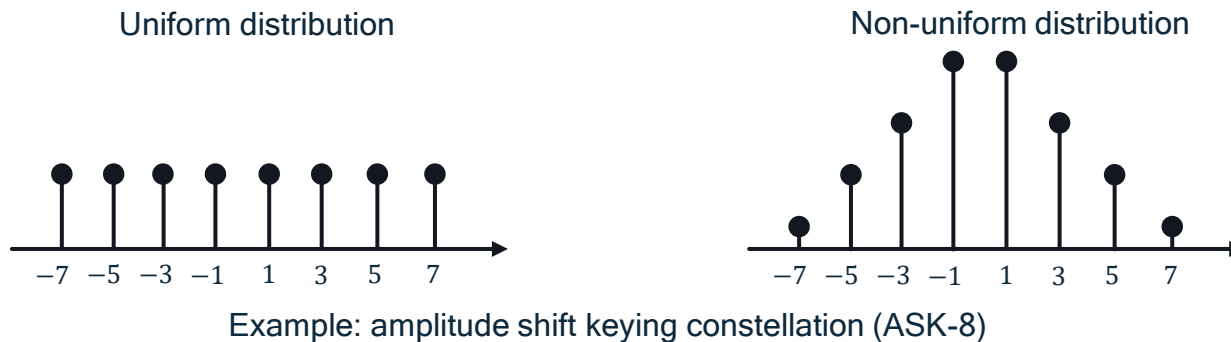 Uniform distribution
Non-uniform distribution
−7 −5 −3 −1 1 3 5 7
−7 −5 −3 −1 1 3 5 7
Example: amplitude shift keying constellation (ASK-8)